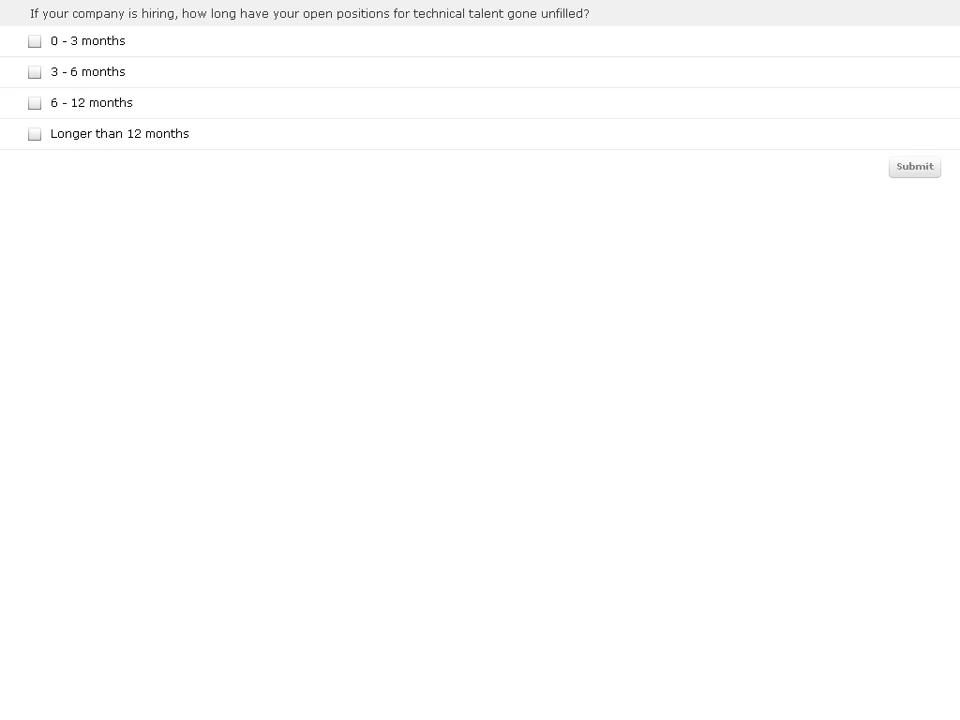 If your company is hiring, how long have your open positions for technical talent gone unfilled?
0 - 3 months
3 - 6 months
6 - 12 months
Longer than 12 months
Submit